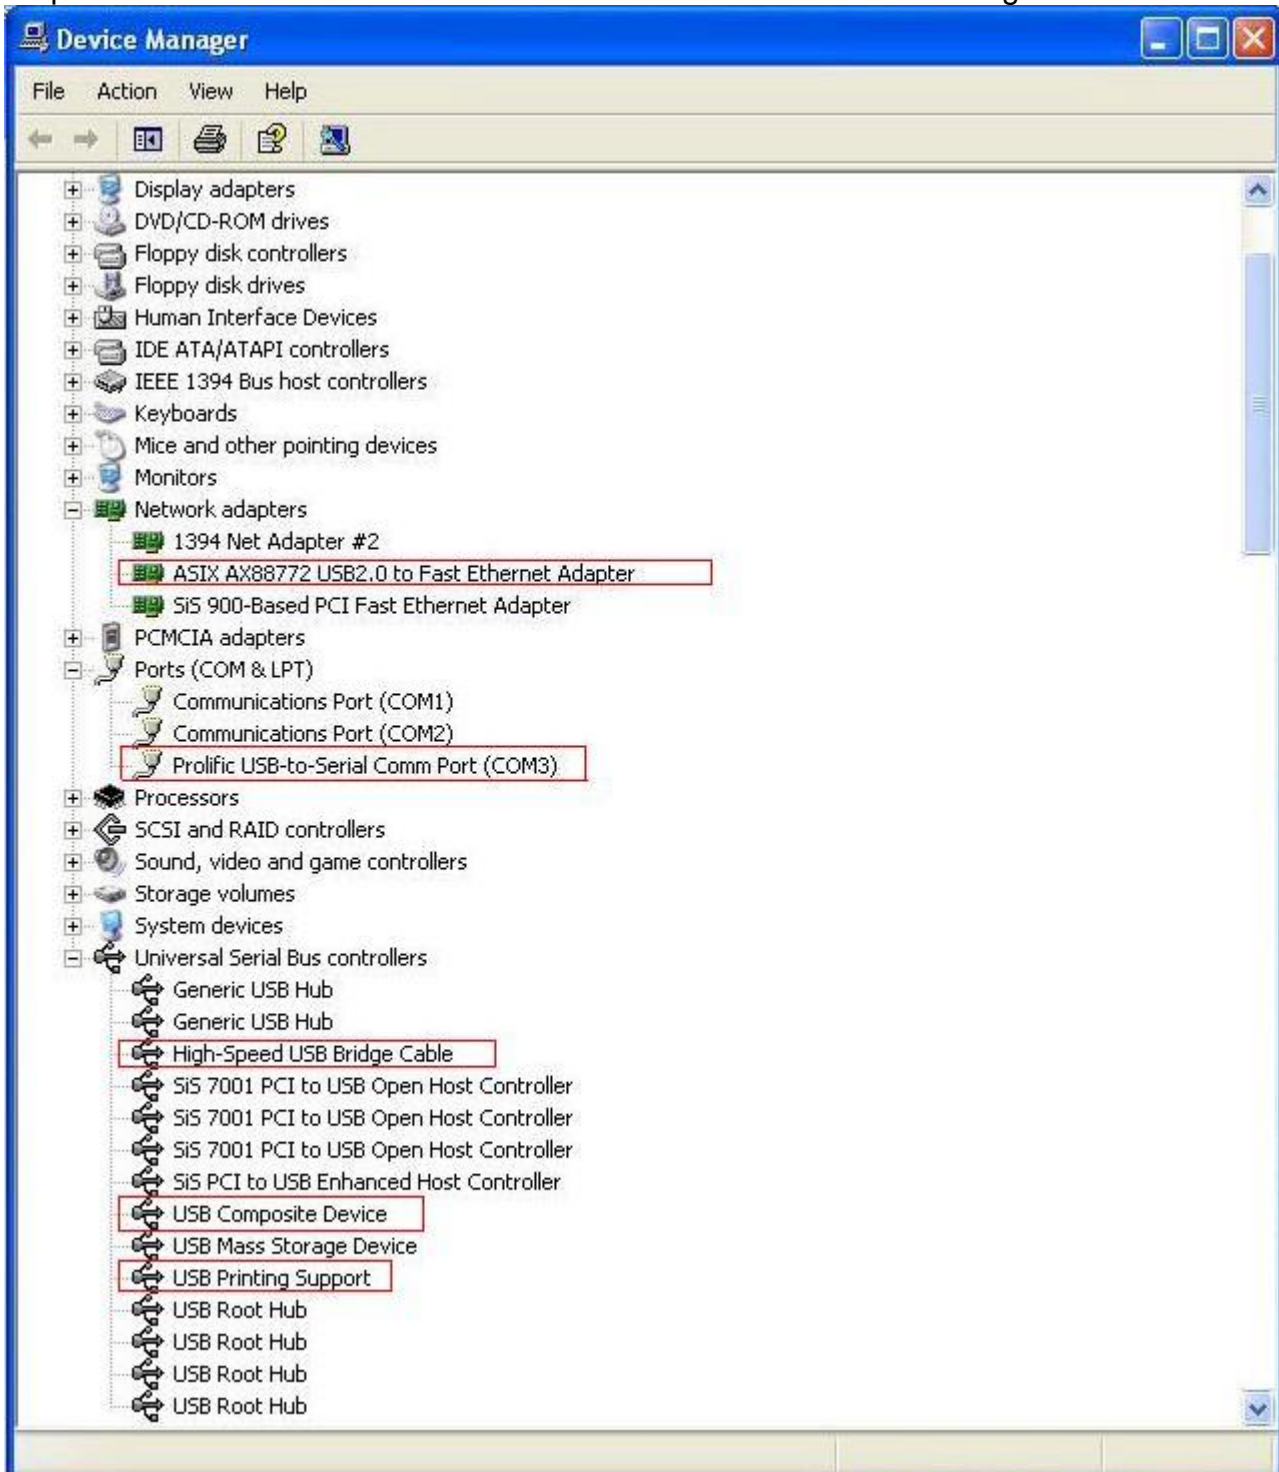 Device Manager
File Action View Help
Display adapters
DVD/CD-ROM drives
Floppy disk controllers
Floppy disk drives
Human Interface Devices
IDE ATA/ATAPI controllers
IEEE 1394 Bus host controllers
Keyboards
Mice and other pointing devices
Monitors
Network adapters
1394 Net Adapter #2
ASIX AX88772 USB2.0 to Fast Ethernet Adapter
SiS 900-Based PCI Fast Ethernet Adapter
PCMCIA adapters
Ports (COM & LPT)
Communications Port (COM1)
Communications Port (COM2)
Prolific USB-to-Serial Comm Port (COM3)
Processors
SCSI and RAID controllers
Sound, video and game controllers
Storage volumes
System devices
Universal Serial Bus controllers
Generic USB Hub
Generic USB Hub
High-Speed USB Bridge Cable
SiS 7001 PCI to USB Open Host Controller
SiS 7001 PCI to USB Open Host Controller
SiS 7001 PCI to USB Open Host Controller
SiS PCI to USB Enhanced Host Controller
USB Composite Device
USB Mass Storage Device
USB Printing Support
USB Root Hub
USB Root Hub
USB Root Hub
USB Root Hub